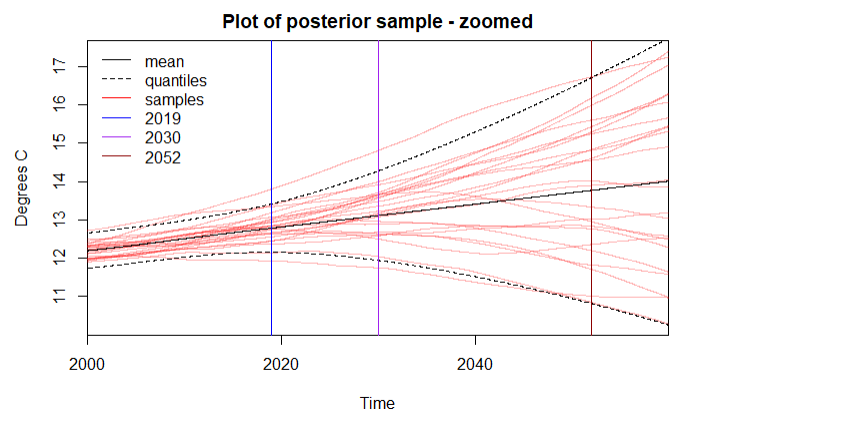 Plot of posterior sample - zoomed
mean
quantiles
samples
2019
2030
2052
17
16
15
14
13
12
11
Degrees C
2000
2020
2040
Time